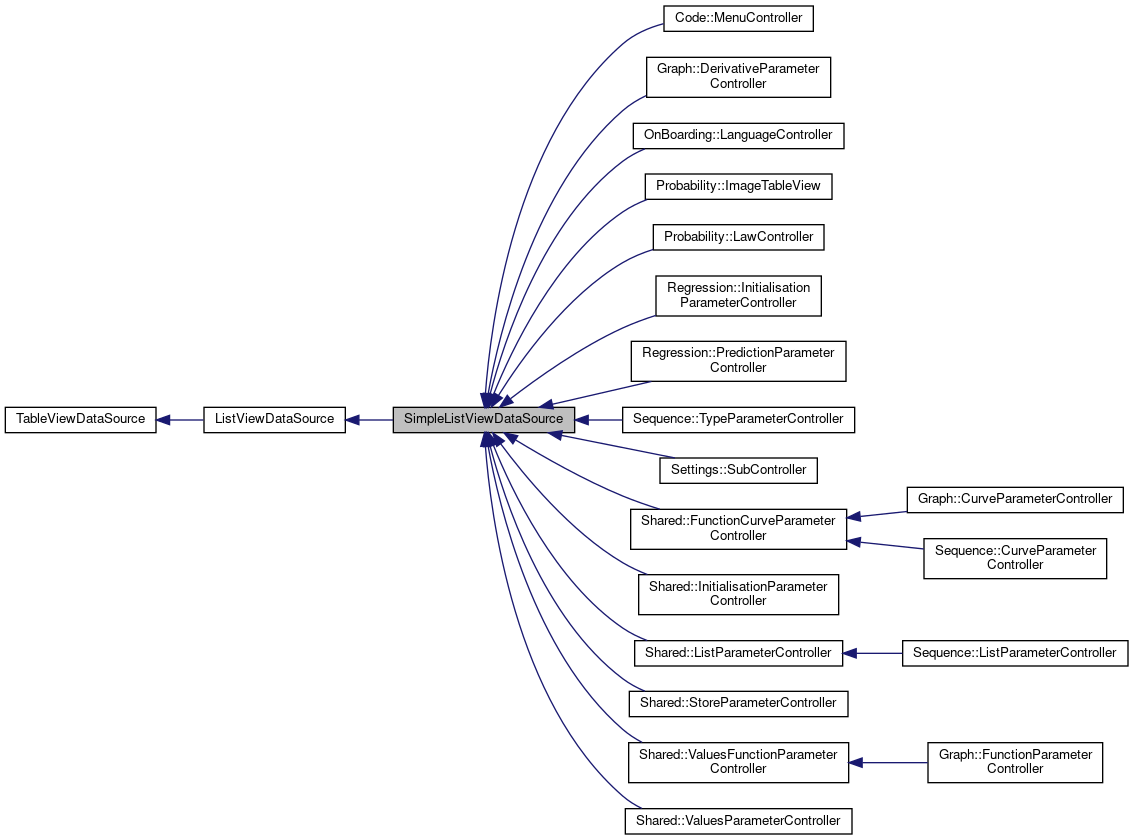 Code::MenuController
Graph::DerivativeParameter
Controller
OnBoarding::LanguageController
Probability::ImageTableView
Probability::LawController
Regression::Initialisation
ParameterController
Regression::PredictionParameter
Controller
TableViewDataSource
ListViewDataSource
SimpleListViewDataSource
Sequence::TypeParameterController
Settings::SubController
Shared::FunctionCurveParameter
Controller
Graph::CurveParameterController
Sequence::CurveParameter
Controller
Shared::InitialisationParameter
Controller
Shared::ListParameterController
Sequence::ListParameterController
Shared::StoreParameterController
Shared::ValuesFunctionParameter
Controller
Graph::FunctionParameter
Controller
Shared::ValuesParameterController